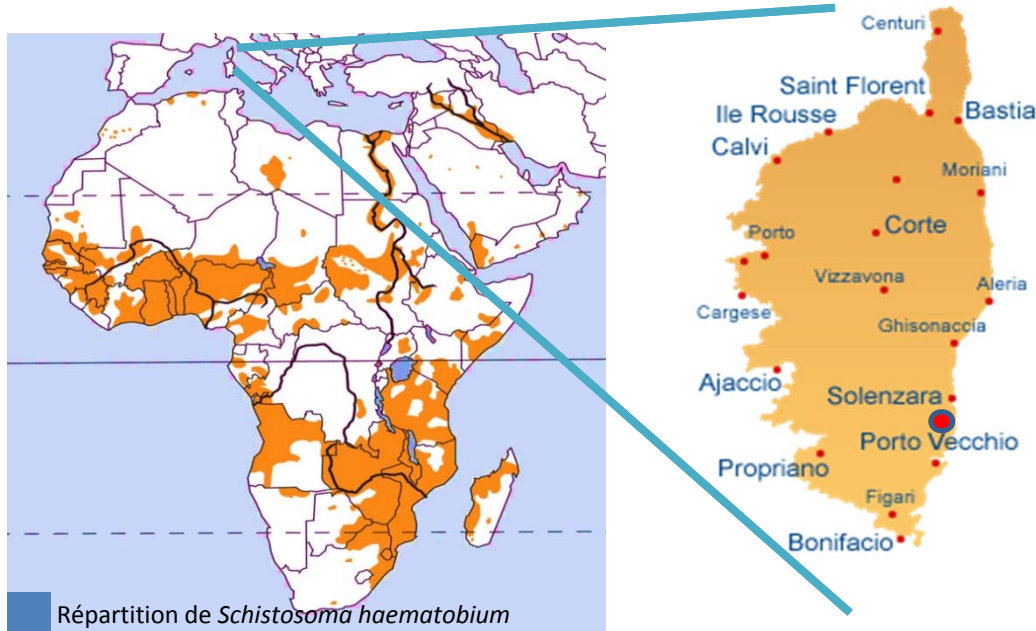 Centuri
Saint Florent
Ile Rousse
Bastia
Calvi
Moriani
Corte
Porto
Vizzavona
Aleria
Cargese
Ghisonaccia
Ajaccio
Solenzara
Porto Vecchio
Propriano
Figari
Bonifacio
Répartition de Schistosoma haematobium